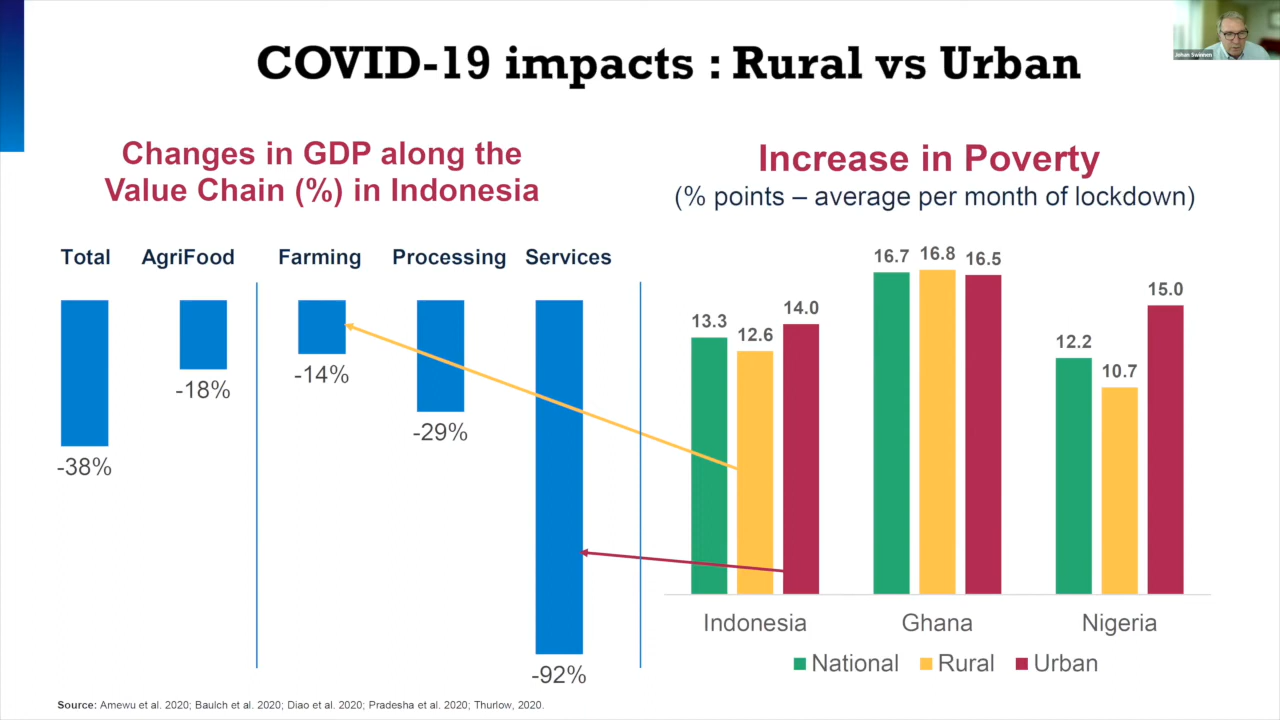 COVID-19 impacts : Rural vs Urban
Johan Swinnen
Changes in GDP along the
Value Chain (%) in Indonesia
Total AgriFood Farming Processing Services
-38%
-18%
-14%
-29%
-92%
Increase in Poverty
(% points – average per month of lockdown)
13.3 12.6 14.0
16.7 16.8 16.5
12.2 10.7 15.0
Indonesia Ghana Nigeria
National Rural Urban
Source: Amewu et al. 2020; Baulch et al. 2020; Diao et al. 2020; Pradesha et al. 2020; Thurlow, 2020.